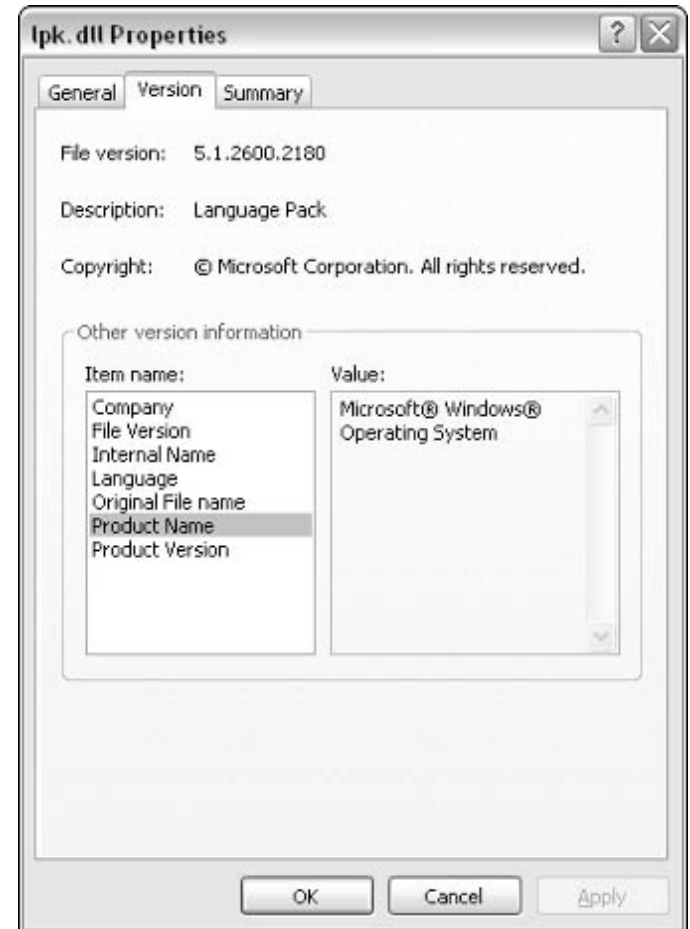 lpk.dll Properties
General Version Summary
File version: 5.1.2600.2180
Description: Language Pack
Copyright: © Microsoft Corporation. All rights reserved.
Other version information
Item name:
Company
File Version
Internal Name
Language
Original File name
Product Name
Product Version
Value:
Microsoft® Windows®
Operating System
OK Cancel Apply